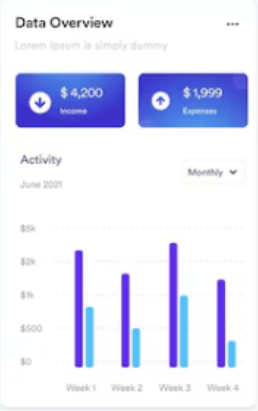 Data Overview
Lorem Ipsum is simply dummy
$ 4,200
Income
$ 1,999
Expenses
Activity
Monthly
June 2021
$5k
$2k
$1k
$500
$0
Week 1
Week 2
Week 3
Week 4